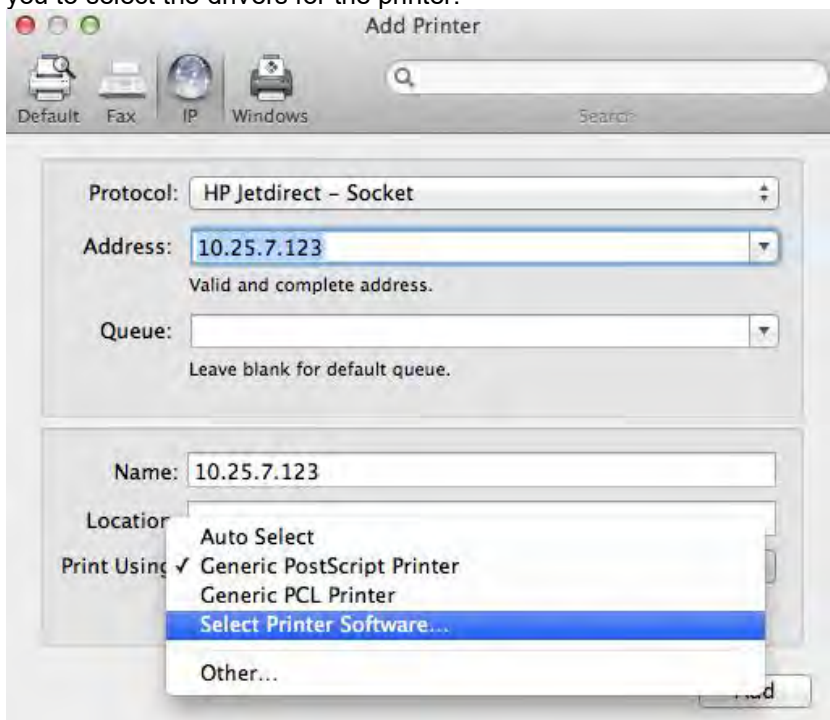 you to select the drivers for the printer.
Add Printer
Default Fax IP Windows Search
Protocol: HP Jetdirect – Socket
Address: 10.25.7.123
Valid and complete address.
Queue:
Leave blank for default queue.
Name: 10.25.7.123
Location
Auto Select
Print Using ✓ Generic PostScript Printer
Generic PCL Printer
Select Printer Software...
Other...